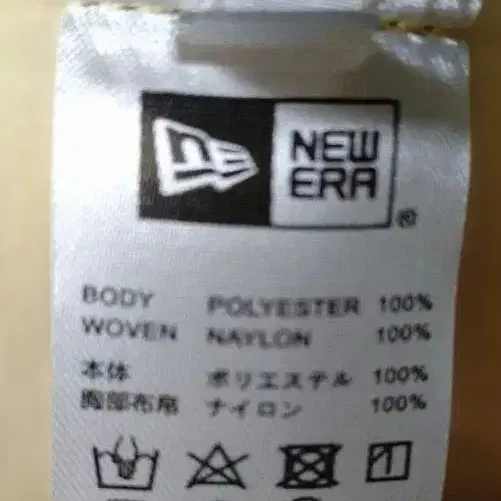 NEW
ERA
®
BODY POLYESTER 100%
WOVEN NAYLON 100%
本体 ポリエステル 100%
胸部布帛 ナイロン 100%